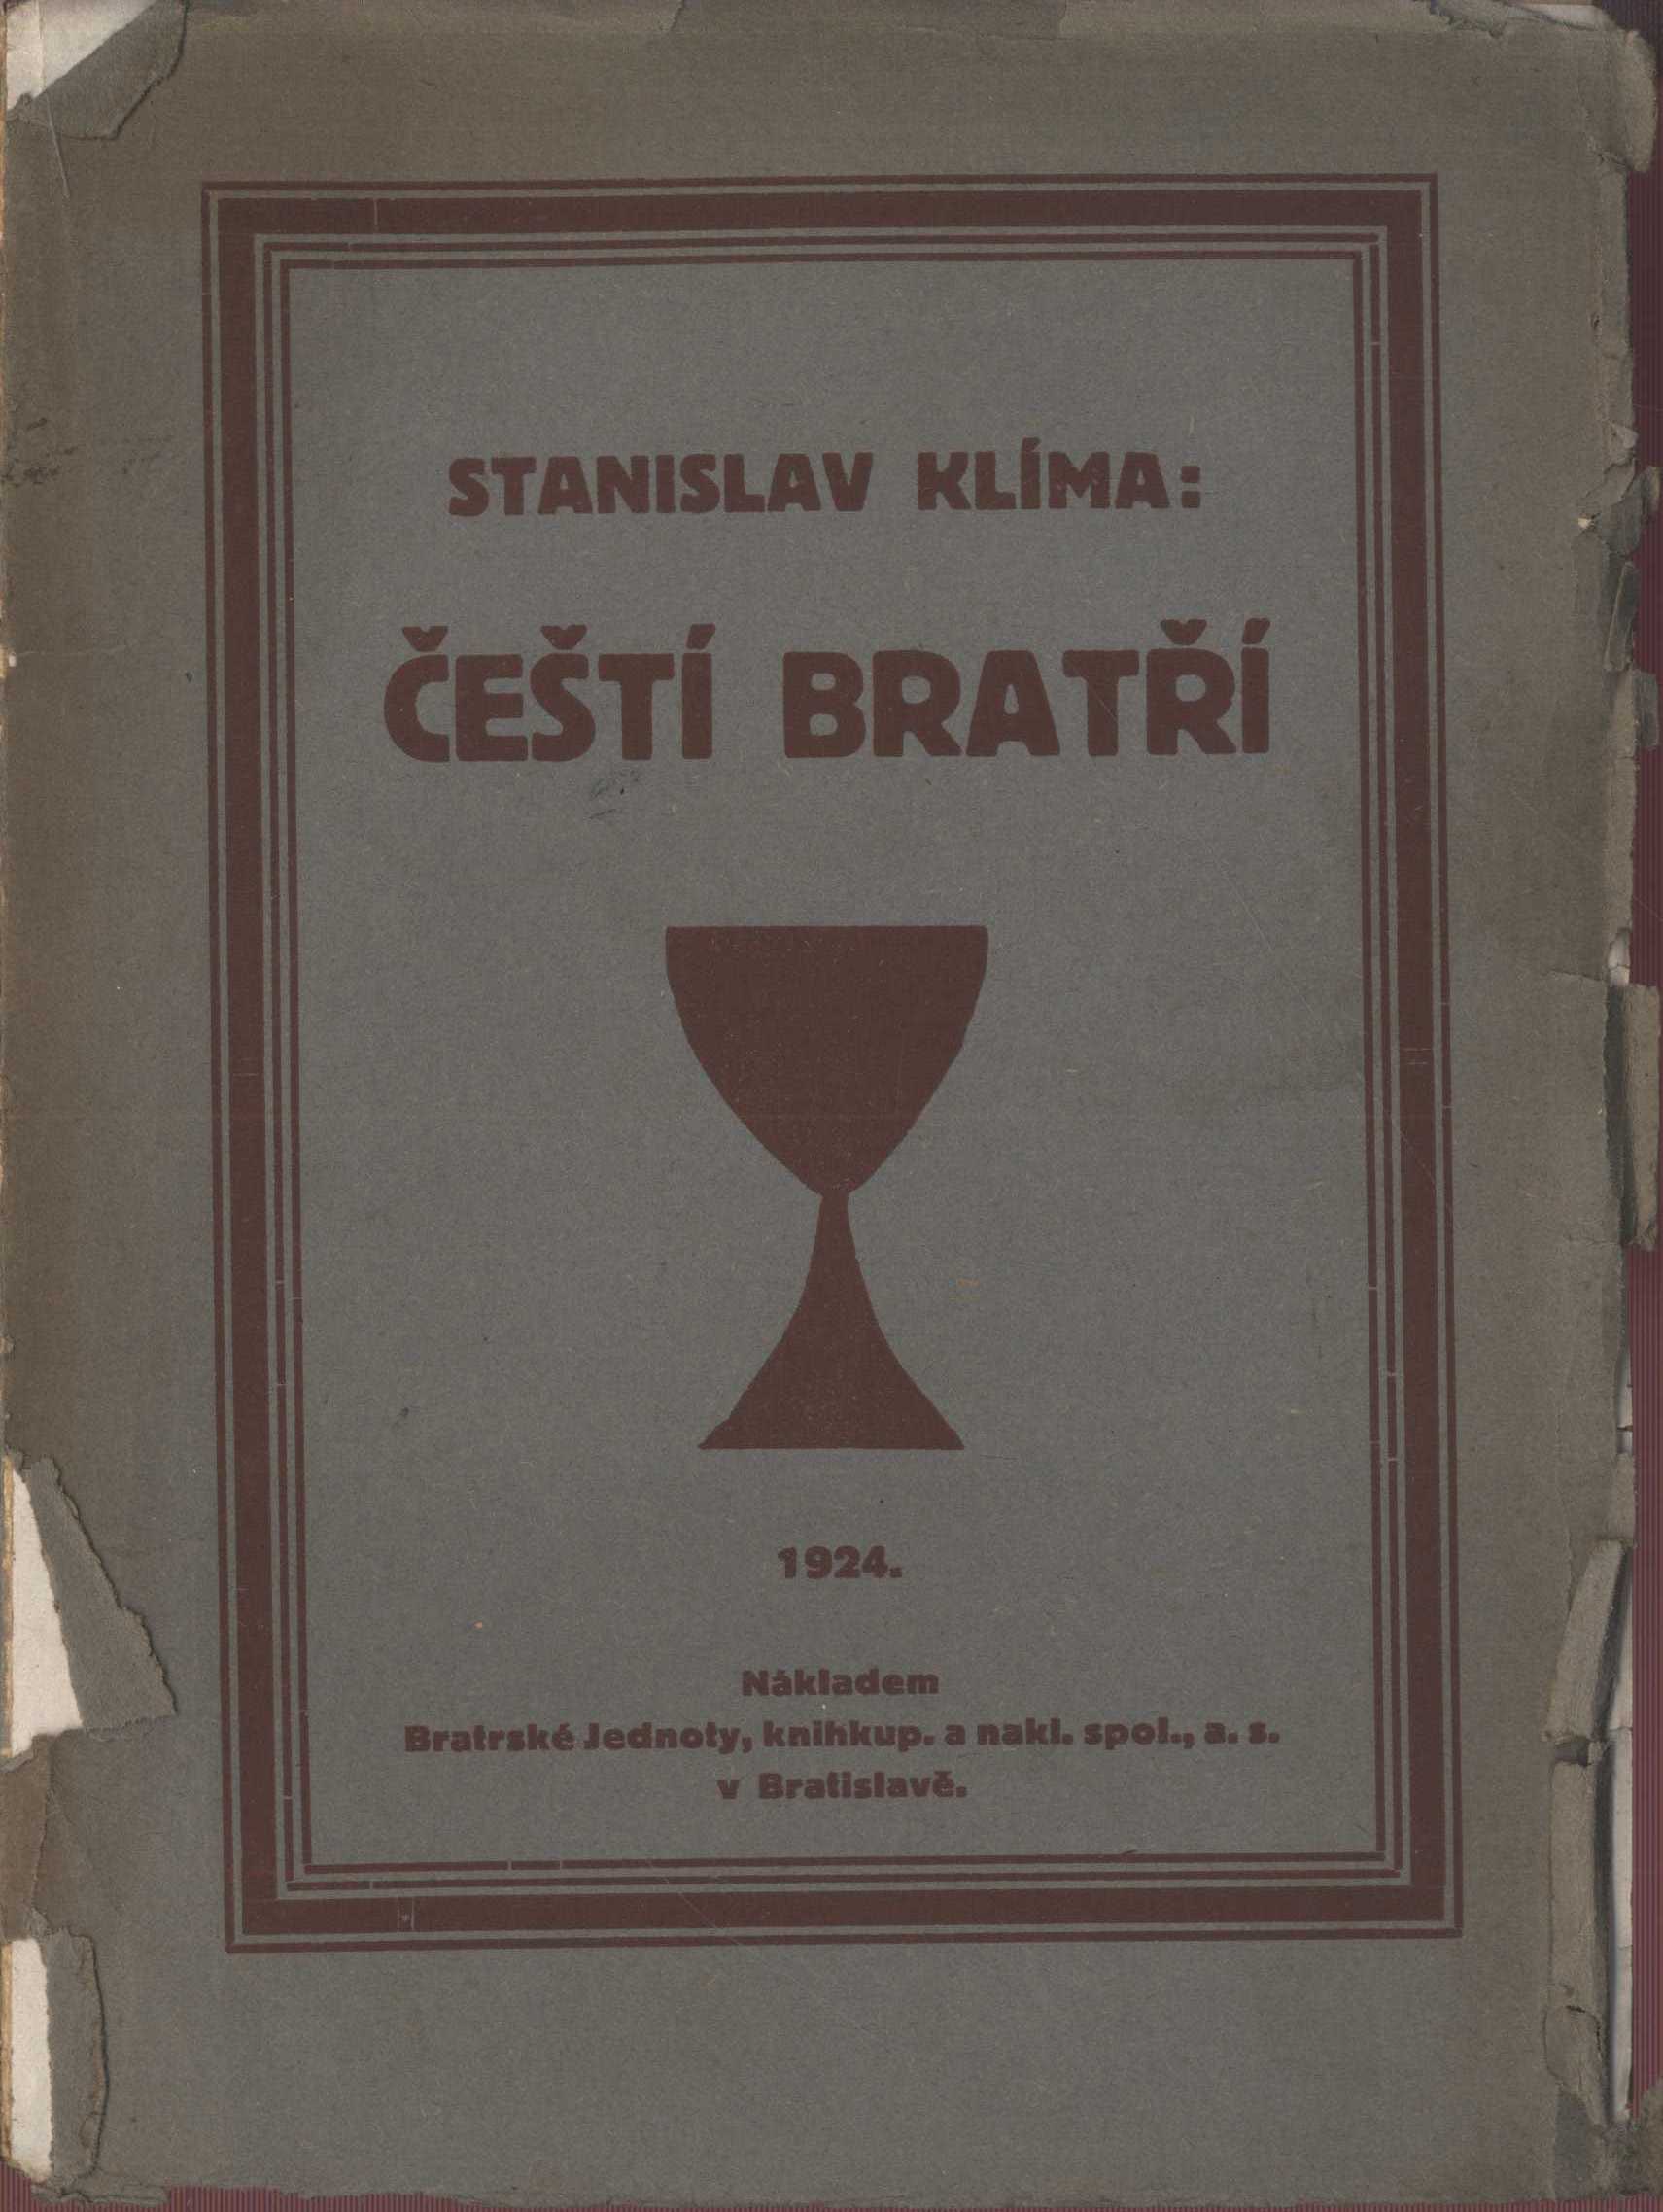 STANISLAV KLÍMA:
ČEŠTÍ BRATŘÍ
1924.
Nákladem
Bratrské Jednoty, knihkup. a nakl. spol., a. s.
v Bratislavě.